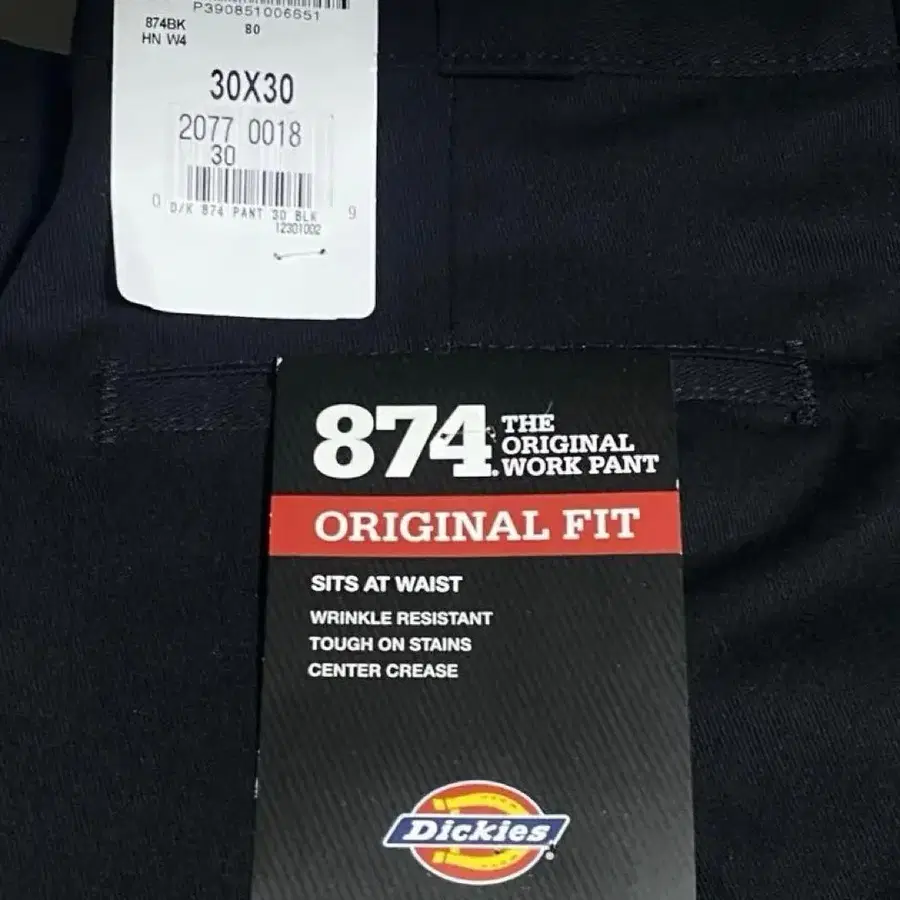 P390851006651
874BK
80
HN W4
30X30
2077 0018
30
0 9
D/K 874 PANT 30 BLK
12301002
874.
THE
ORIGINAL
WORK PANT
ORIGINAL FIT
SITS AT WAIST
WRINKLE RESISTANT
TOUGH ON STAINS
CENTER CREASE
Dickies®